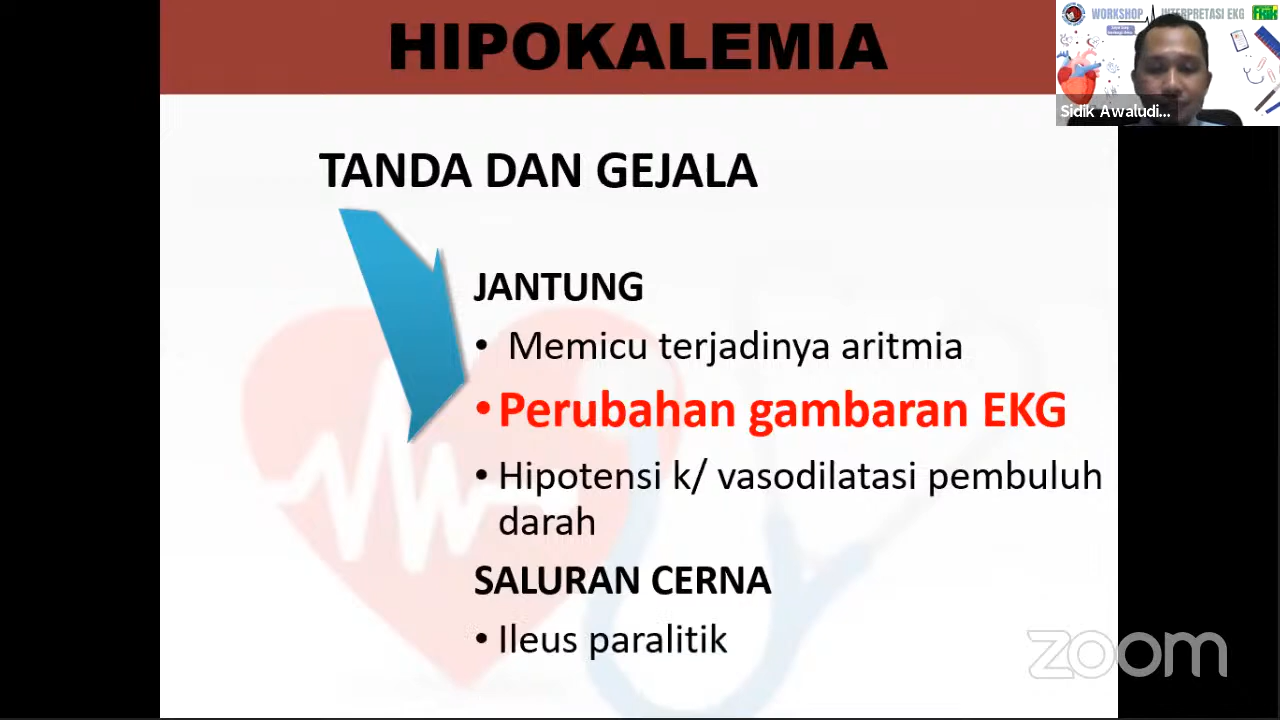 HIPOKALEMIA
WORKSHOP INTERPRETASI EKG
Sidik Awaludi...
TANDA DAN GEJALA
JANTUNG
• Memicu terjadinya aritmia
• Perubahan gambaran EKG
• Hipotensi k/ vasodilatasi pembuluh
darah
SALURAN CERNA
• Ileus paralitik
zoom